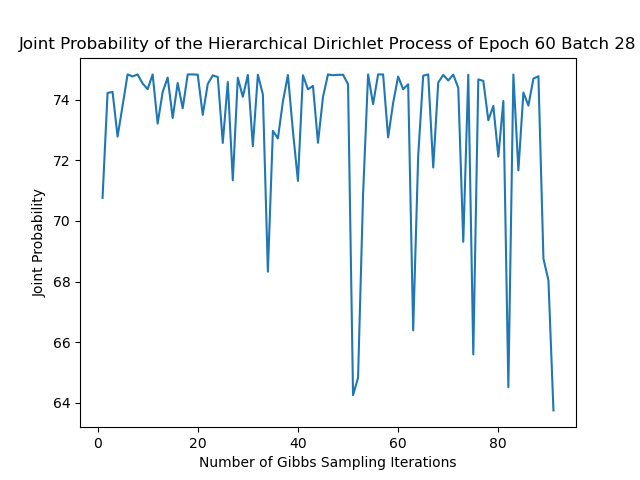 Joint Probability of the Hierarchical Dirichlet Process of Epoch 60 Batch 28
74
72
70
68
66
64
Joint Probability
0 20 40 60 80
Number of Gibbs Sampling Iterations